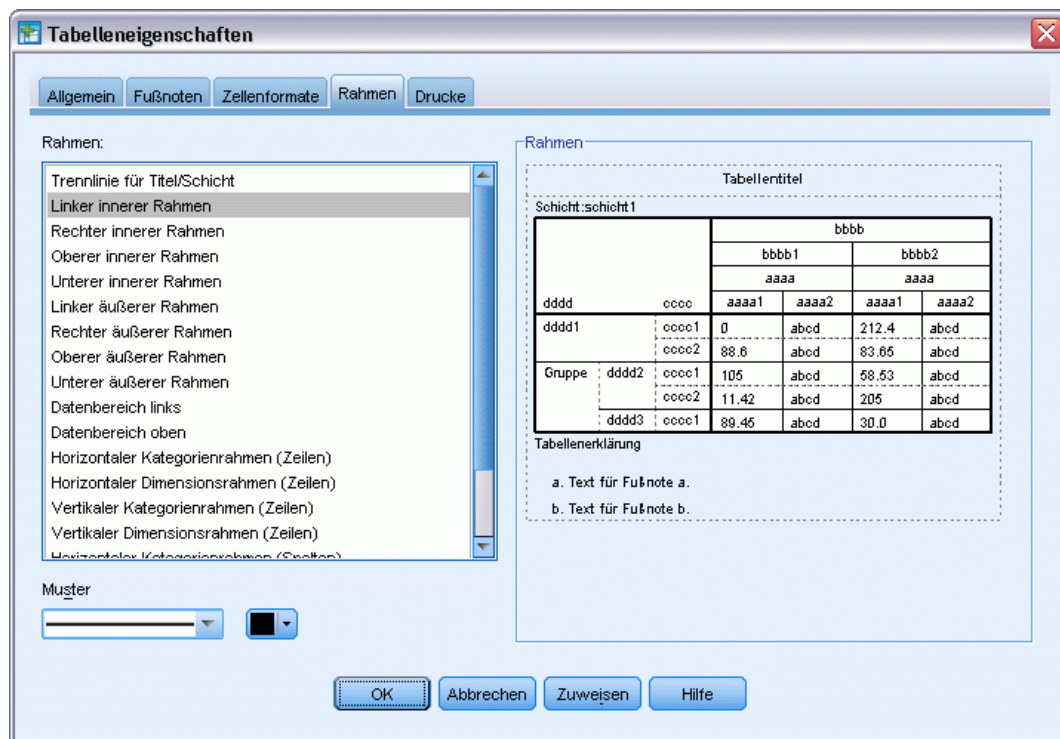 Tabelleneigenschaften
Allgemein Fußnoten Zellenformate Rahmen Drucke
Rahmen:
Trennlinie für Titel/Schicht
Linker innerer Rahmen
Rechter innerer Rahmen
Oberer innerer Rahmen
Unterer innerer Rahmen
Linker äußerer Rahmen
Rechter äußerer Rahmen
Oberer äußerer Rahmen
Unterer äußerer Rahmen
Datenbereich links
Datenbereich oben
Horizontaler Kategorienrahmen (Zeilen)
Horizontaler Dimensionsrahmen (Zeilen)
Vertikaler Kategorienrahmen (Zeilen)
Vertikaler Dimensionsrahmen (Zeilen)
Horizontaler Kategorienrahmen (Spalten)
Muster
Rahmen
Tabellentitel
Schicht:schicht1
bbbb
bbbb1 bbbb2
aaaa aaaa
dddd cccc aaaa1 aaaa2 aaaa1 aaaa2
dddd1 cccc1 0 abcd 212.4 abcd
cccc2 88.6 abcd 83.65 abcd
Gruppe dddd2 cccc1 105 abcd 58.53 abcd
cccc2 11.42 abcd 205 abcd
dddd3 cccc1 89.45 abcd 30.0 abcd
Tabellenerklärung
a. Text für Fußnote a.
b. Text für Fußnote b.
OK Abbrechen Zuweisen Hilfe